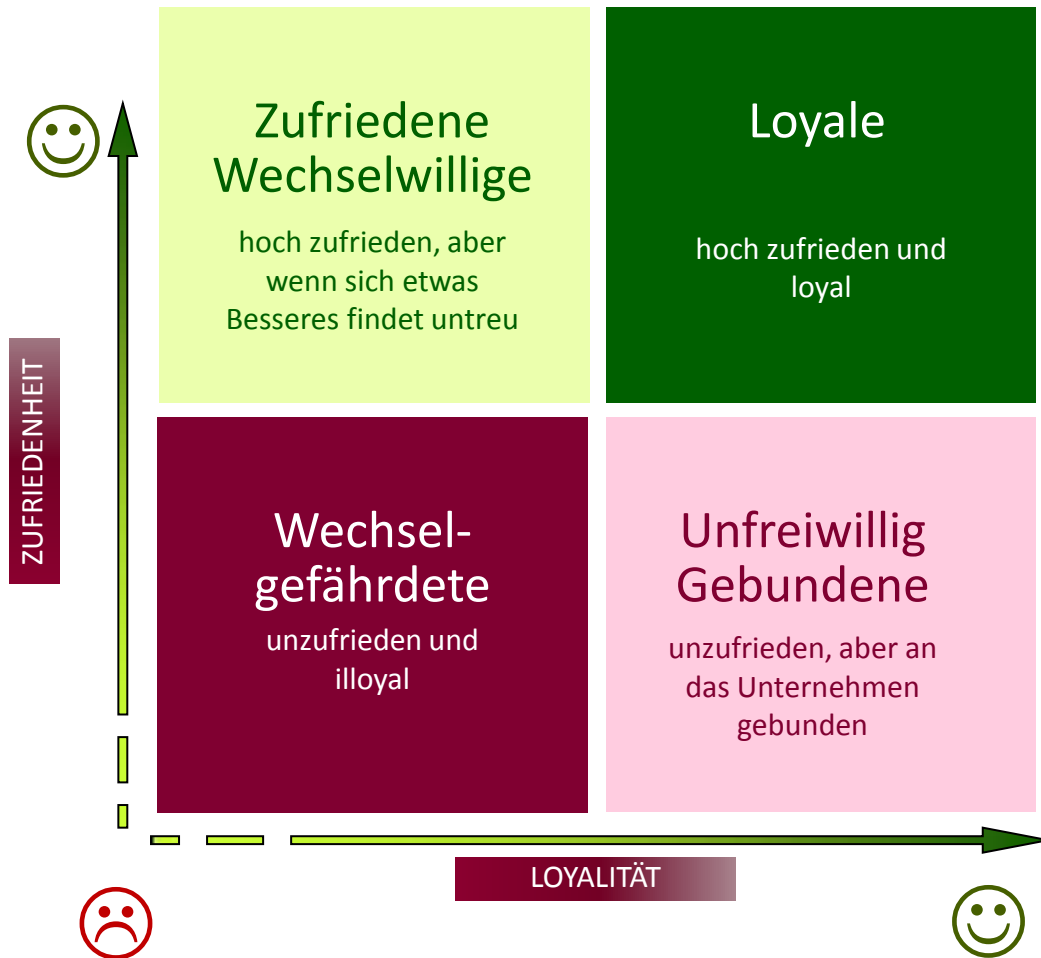 Zufriedene
Wechselwillige
hoch zufrieden, aber
wenn sich etwas
Besseres findet untreu
Loyale
hoch zufrieden und
loyal
ZUFRIEDENHEIT
Wechsel-
gefährdete
unzufrieden und
illoyal
Unfreiwillig
Gebundene
unzufrieden, aber an
das Unternehmen
gebunden
LOYALITÄT